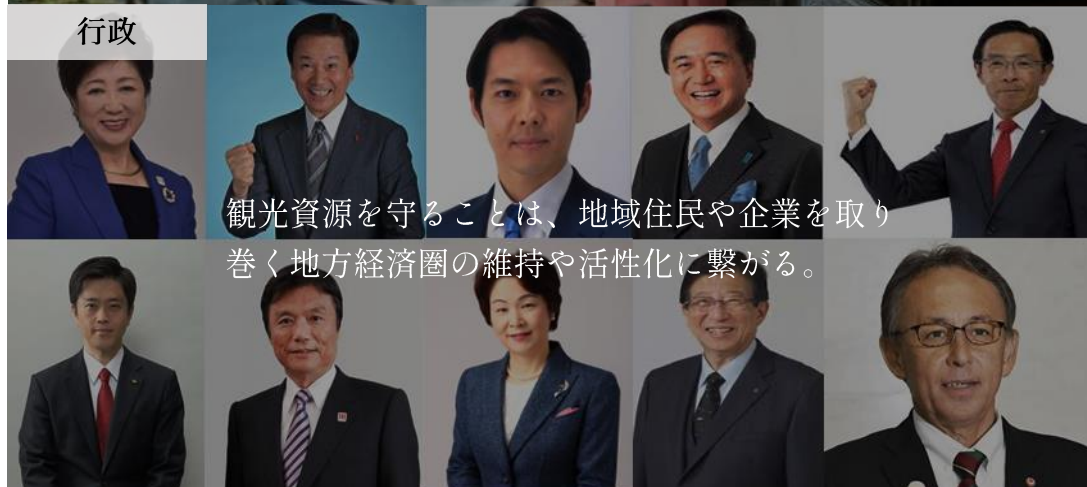 行政
観光資源を守ることは、地域住民や企業を取り
巻く地方経済圏の維持や活性化に繋がる。